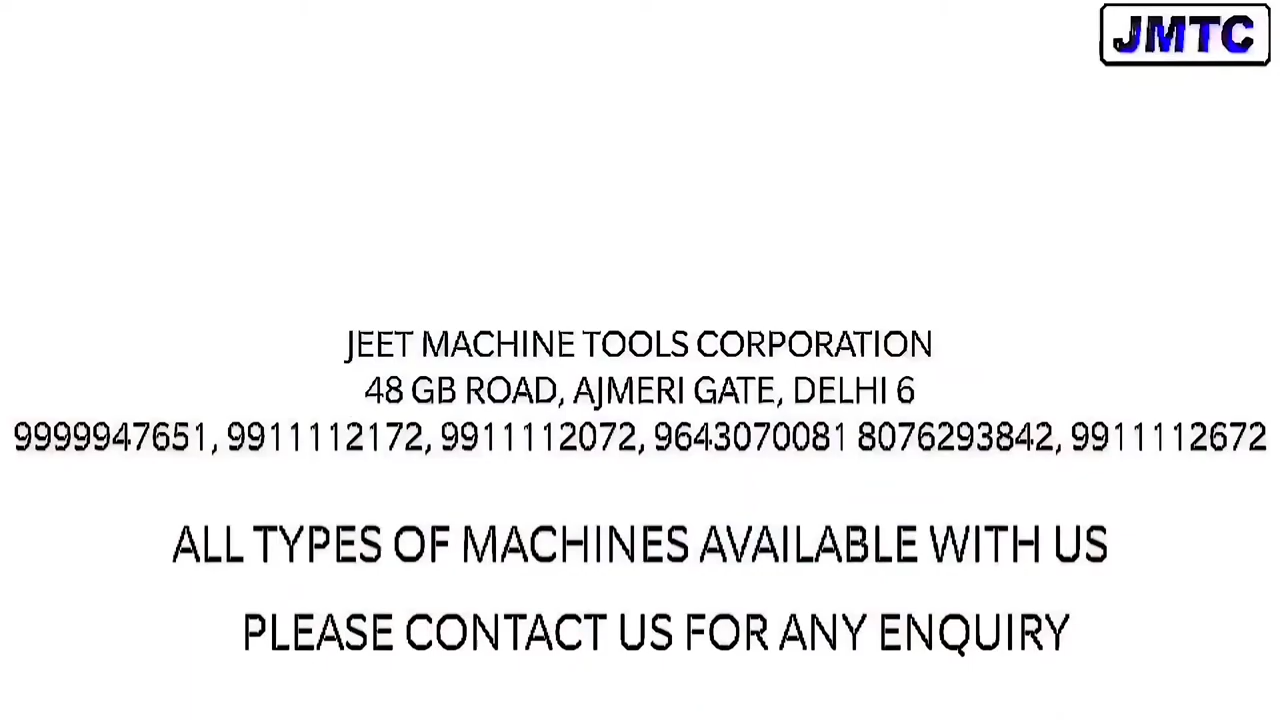 JMTC
JEET MACHINE TOOLS CORPORATION
48 GB ROAD, AJMERI GATE, DELHI 6
9999947651, 9911112172, 9911112072, 9643070081 8076293842, 9911112672
ALL TYPES OF MACHINES AVAILABLE WITH US
PLEASE CONTACT US FOR ANY ENQUIRY